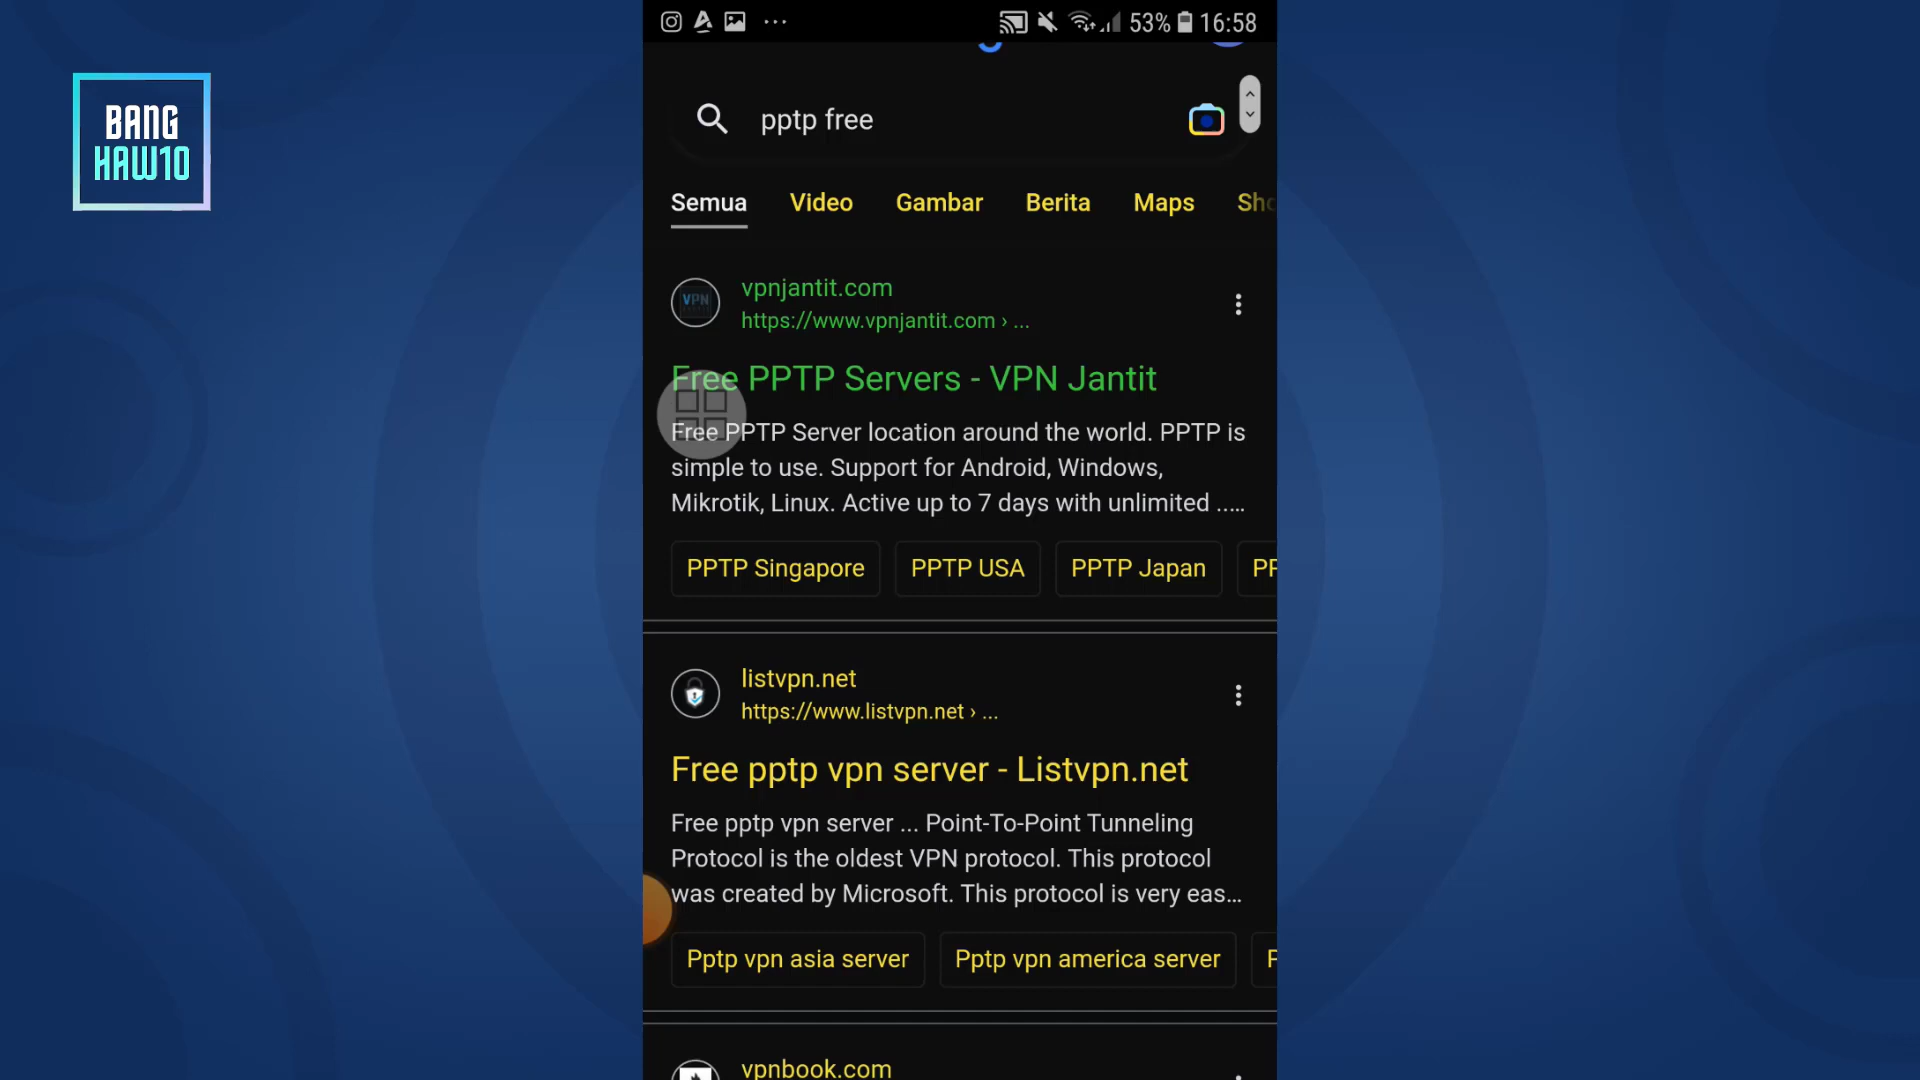 53% 16:58
BANG
HAW10
pptp free
Semua Video Gambar Berita Maps
VPN
vpnjantit.com
https://www.vpnjantit.com › ...
Free PPTP Servers - VPN Jantit
Free PPTP Server location around the world. PPTP is
simple to use. Support for Android, Windows,
Mikrotik, Linux. Active up to 7 days with unlimited .....
PPTP Singapore PPTP USA PPTP Japan
listvpn.net
https://www.listvpn.net › ...
Free pptp vpn server - Listvpn.net
Free pptp vpn server ... Point-To-Point Tunneling
Protocol is the oldest VPN protocol. This protocol
was created by Microsoft. This protocol is very eas...
Pptp vpn asia server Pptp vpn america server
vpnbook.com